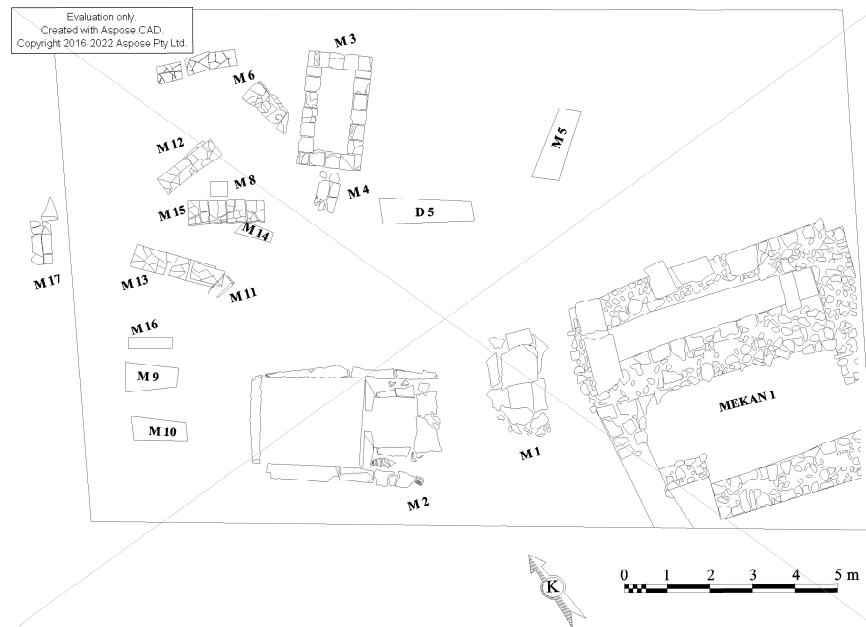 Evaluation only.
Created with Aspose.CAD.
Copyright 2016-2022 Aspose Pty Ltd.
M 3
M 6
M 5
M 12
M 8
M 4
M 15
D 5
M 14
M 17
M 13
M 11
M 16
M 9
MEKAN 1
M 10
M 1
M 2
K
0 1 2 3 4 5 m